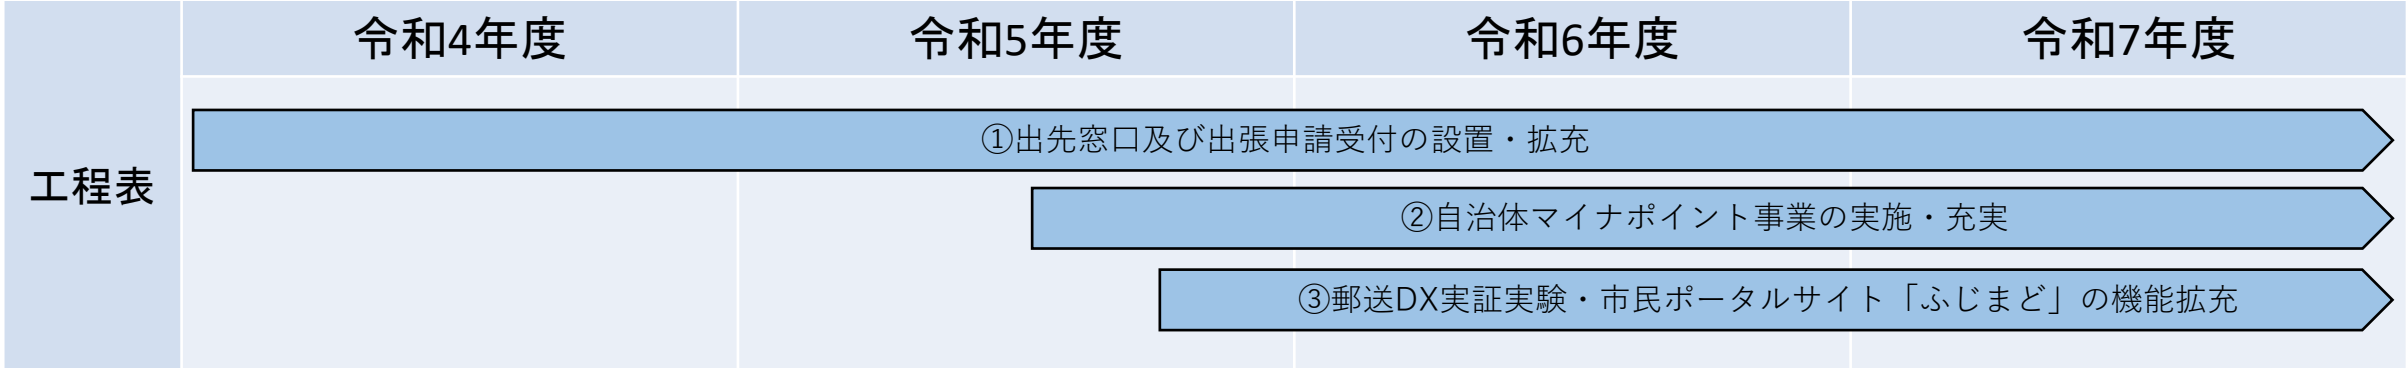 令和4年度
令和5年度
令和6年度
令和7年度
工程表
①出先窓口及び出張申請受付の設置・拡充
②自治体マイナポイント事業の実施・充実
③郵送DX実証実験・市民ポータルサイト「ふじまど」の機能拡充